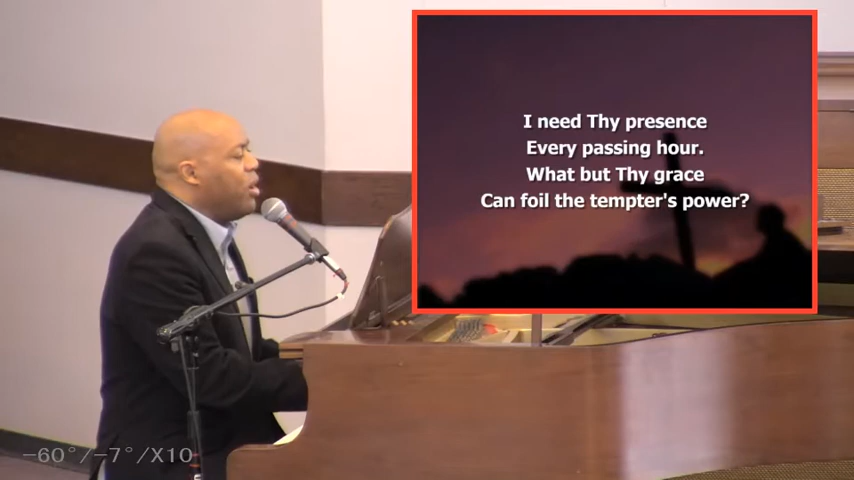 I need Thy presence
Every passing hour.
What but Thy grace
Can foil the tempter's power?
-60°/-7°/X10